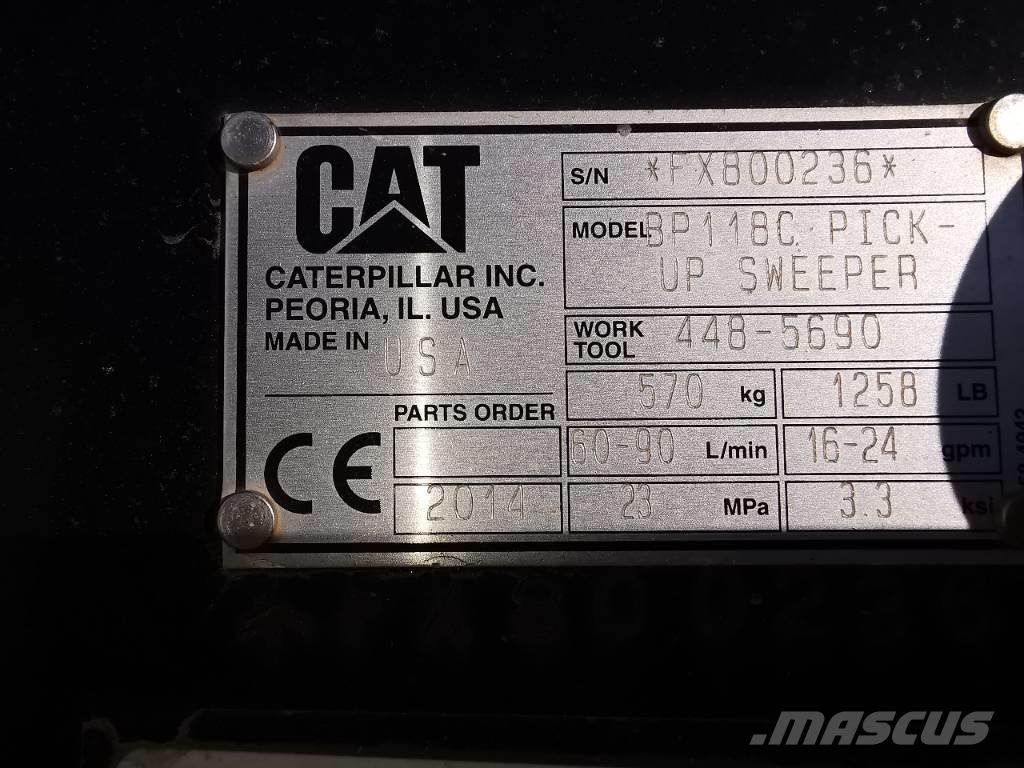 CAT
CATERPILLAR INC.
PEORIA, IL. USA
MADE IN USA
S/N *FX800236*
MODEL BP118C PICK-
UP SWEEPER
WORK TOOL 448-5690
570 kg 1258 LB
PARTS ORDER
60-90 L/min 16-24 gpm
CE
2014 23 MPa 3.3 ksi
FX800236
.MASCUS